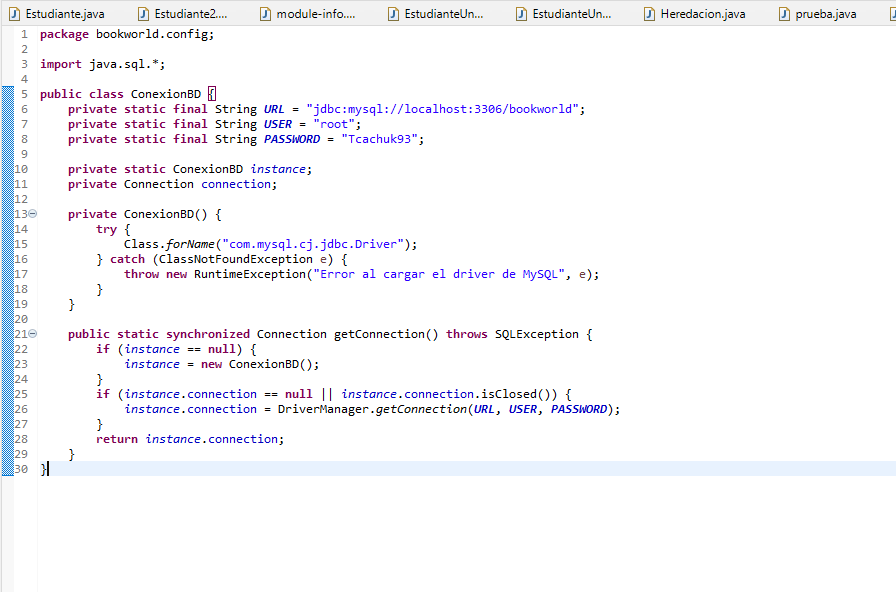 Estudiante.java Estudiante2.... module-info.... EstudianteUn... EstudianteUn... Heredacion.java prueba.java
1 package bookworld.config;
2
3 import java.sql.*;
4
5 public class ConexionBD {
6 private static final String URL = "jdbc:mysql://localhost:3306/bookworld";
7 private static final String USER = "root";
8 private static final String PASSWORD = "Tcachuk93";
9
10 private static ConexionBD instance;
11 private Connection connection;
12
13 private ConexionBD() {
14 try {
15 Class.forName("com.mysql.cj.jdbc.Driver");
16 } catch (ClassNotFoundException e) {
17 throw new RuntimeException("Error al cargar el driver de MySQL", e);
18 }
19 }
20
21 public static synchronized Connection getConnection() throws SQLException {
22 if (instance == null) {
23 instance = new ConexionBD();
24 }
25 if (instance.connection == null || instance.connection.isClosed()) {
26 instance.connection = DriverManager.getConnection(URL, USER, PASSWORD);
27 }
28 return instance.connection;
29 }
30 }